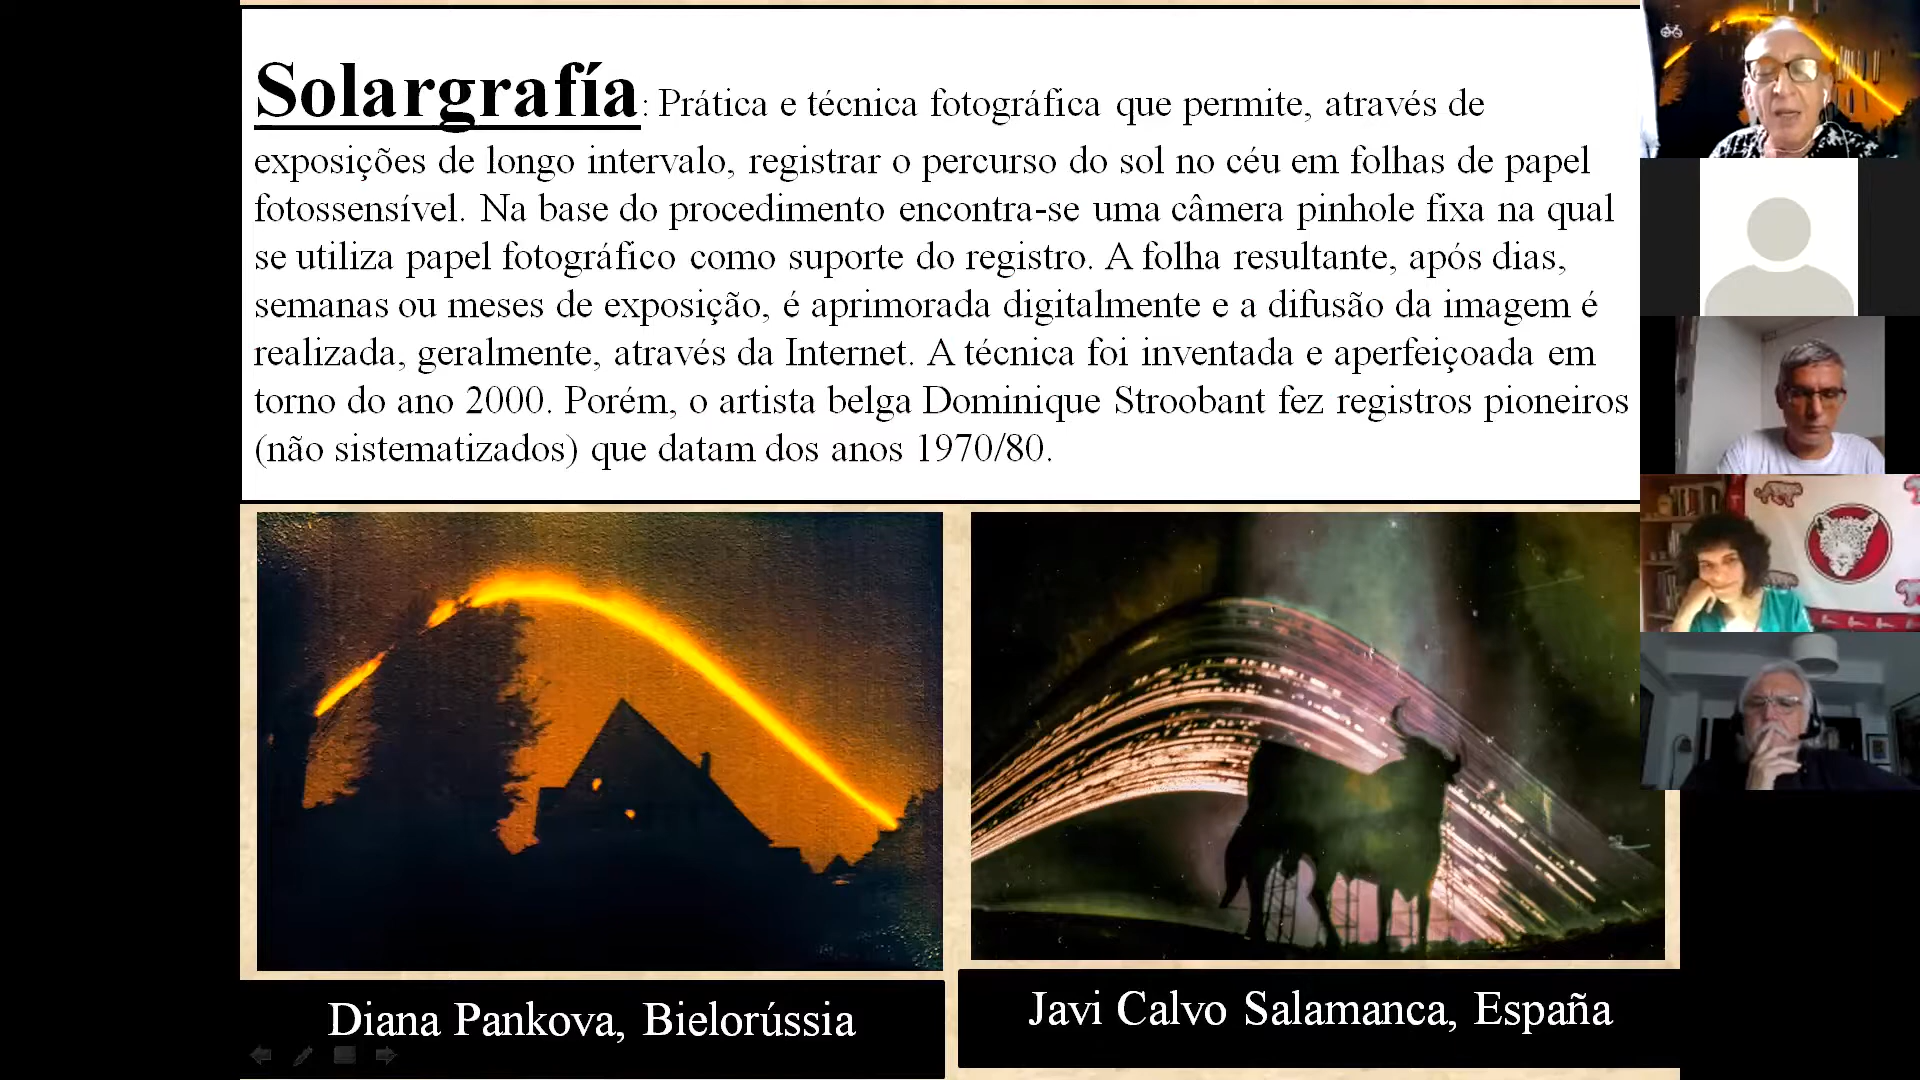 Solargrafía: Prática e técnica fotográfica que permite, através de
exposições de longo intervalo, registrar o percurso do sol no céu em folhas de papel
fotossensível. Na base do procedimento encontra-se uma câmera pinhole fixa na qual
se utiliza papel fotográfico como suporte do registro. A folha resultante, após dias,
semanas ou meses de exposição, é aprimorada digitalmente e a difusão da imagem é
realizada, geralmente, através da Internet. A técnica foi inventada e aperfeiçoada em
torno do ano 2000. Porém, o artista belga Dominique Stroobant fez registros pioneiros
(não sistematizados) que datam dos anos 1970/80.
Diana Pankova, Bielorússia
Javi Calvo Salamanca, España